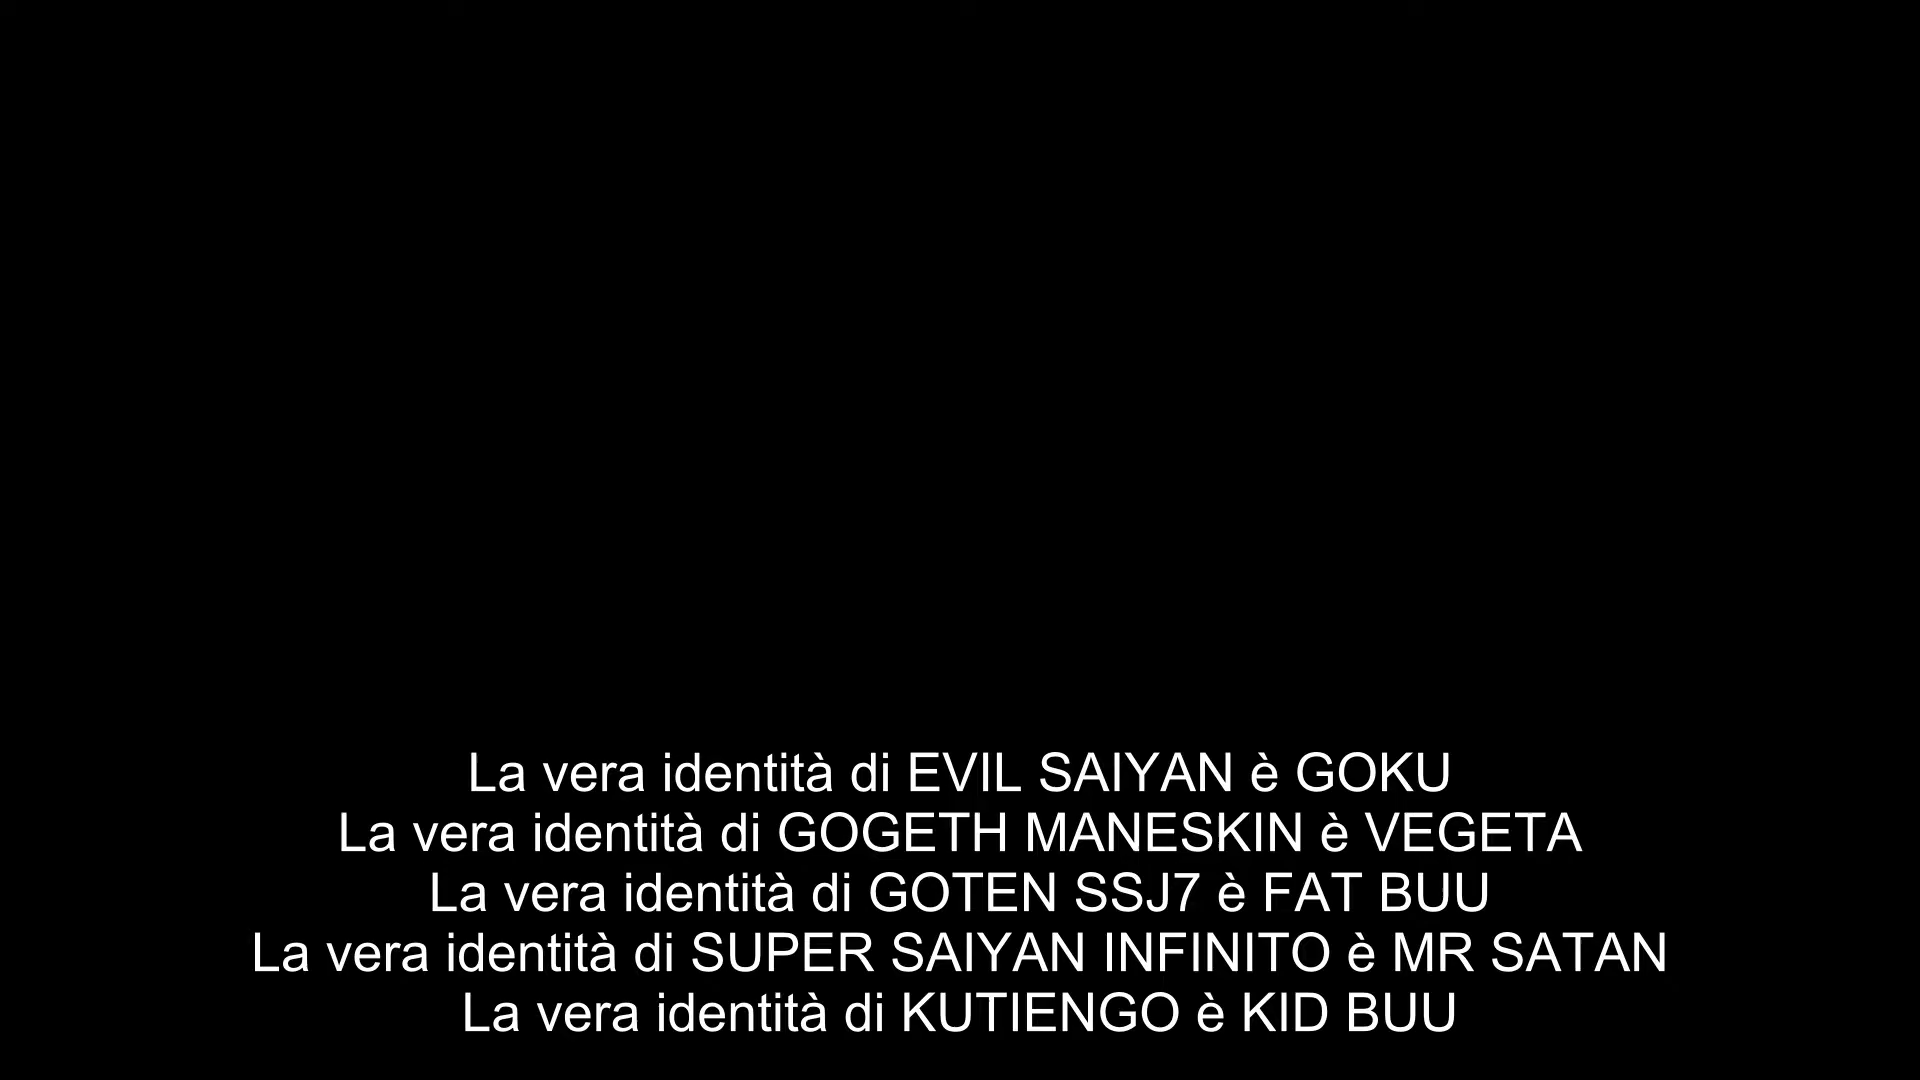 La vera identità di EVIL SAIYAN è GOKU
La vera identità di GOGETH MANESKIN è VEGETA
La vera identità di GOTEN SSJ7 è FAT BUU
La vera identità di SUPER SAIYAN INFINITO è MR SATAN
La vera identità di KUTIENGO è KID BUU